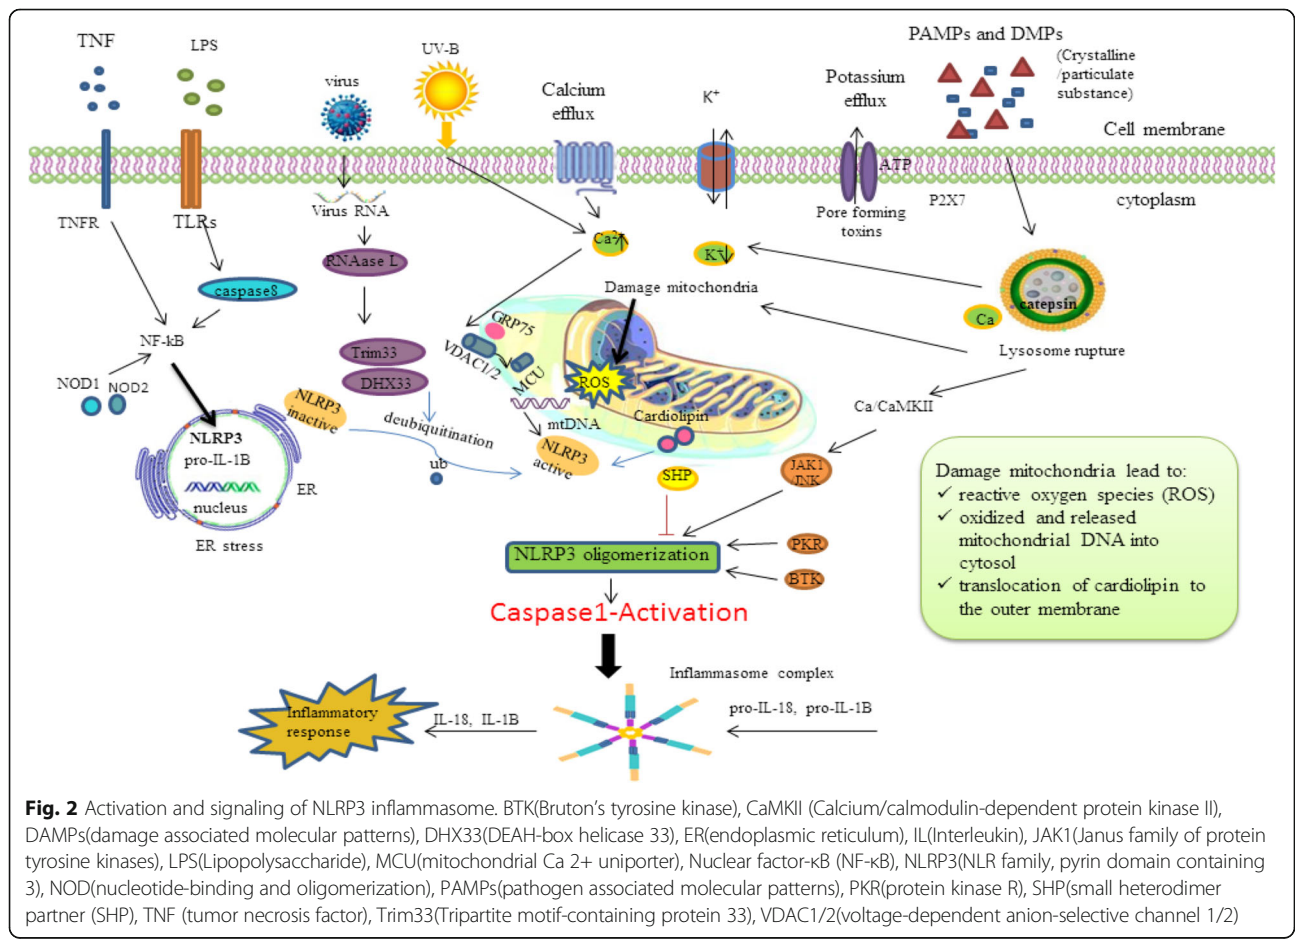 TNF
LPS
virus
UV-B
Calcium
efflux
K+
Potassium
efflux
PAMPs and DMPs
(Crystalline
/particulate
substance)
Cell membrane
ATP
TNFR
TLRs
Virus RNA
Pore forming
toxins
P2X7
cytoplasm
Ca2+
K+
RNAase L
caspase8
Damage mitochondria
catepsin
Ca
GRP75
VDAC1/2
MCU
NF-kB
Trim33
DHX33
ROS
Lysosome rupture
NOD1
NOD2
NLRP3
inactive
deubiquitination
mtDNA
Cardiolipin
Ca/CaMKII
NLRP3
pro-IL-1B
nucleus
ER
ER stress
ub
NLRP3
active
SHP
JAK1
/JNK
Damage mitochondria lead to:
✓ reactive oxygen species (ROS)
✓ oxidized and released
mitochondrial DNA into
cytosol
✓ translocation of cardiolipin to
the outer membrane
NLRP3 oligomerization
PKR
BTK
Caspase1-Activation
Inflammasome complex
Inflammatory
response
IL-18, IL-1B
pro-IL-18, pro-IL-1B
Fig. 2 Activation and signaling of NLRP3 inflammasome. BTK(Bruton's tyrosine kinase), CaMKII (Calcium/calmodulin-dependent protein kinase II),
DAMPs(damage associated molecular patterns), DHX33(DEAH-box helicase 33), ER(endoplasmic reticulum), IL(Interleukin), JAK1(Janus family of protein
tyrosine kinases), LPS(Lipopolysaccharide), MCU(mitochondrial Ca 2+ uniporter), Nuclear factor-κB (NF-κB), NLRP3(NLR family, pyrin domain containing
3), NOD(nucleotide-binding and oligomerization), PAMPs(pathogen associated molecular patterns), PKR(protein kinase R), SHP(small heterodimer
partner (SHP), TNF (tumor necrosis factor), Trim33(Tripartite motif-containing protein 33), VDAC1/2(voltage-dependent anion-selective channel 1/2)